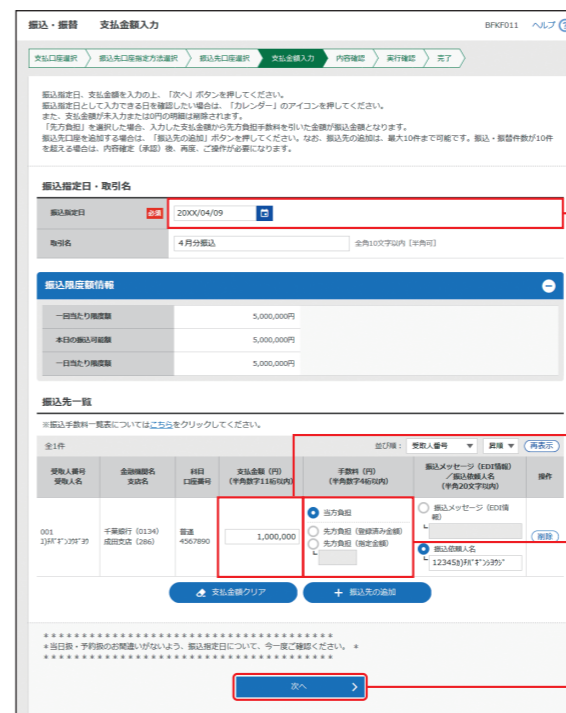 振込・振替 支払金額入力 BFKF011 ヘルプ
支払口座選択 振込先口座指定方法選択 振込先口座選択 支払金額入力 内容確認 実行確認 完了
振込指定日、支払金額を入力の上、「次へ」ボタンを押してください。
振込指定日として入力できる日を確認したい場合は、「カレンダー」のアイコンを押してください。
また、支払金額が未入力または0円の明細は削除されます。
「先方負担」を選択した場合、入力した支払金額から先方負担手数料を引いた金額が振込金額となります。
振込先口座を追加する場合は、「振込先の追加」ボタンを押してください。なお、振込先の追加は、最大10件まで可能です。振込・振替件数が10件
を超える場合は、内容確定（承認）後、再度、ご操作が必要になります。
振込指定日・取引名
振込指定日 必須 20XX/04/09
取引名 4月分振込 全角10文字以内 [半角可]
振込限度額情報
一回当たり限度額 5,000,000円
本日の振込可能額 5,000,000円
一日当たり限度額 5,000,000円
振込先一覧
※振込手数料一覧表についてはこちらをクリックしてください。
全1件 並び順： 受取人番号 昇順 再表示
受取人番号 受取人名
金融機関名 支店名
科目 口座番号
支払金額（円） （半角数字11桁以内）
手数料（円） （半角数字4桁以内）
振込メッセージ（EDI情報） ／振込依頼人名 （半角20文字以内）
操作
001
千葉銀行（0134） 成田支店（286）
普通 4567890
1,000,000
当方負担
先方負担（登録済み金額）
先方負担（指定金額）
振込メッセージ（EDI情報）
振込依頼人名
削除
支払金額クリア ＋ 振込先の追加
＊＊＊＊＊＊＊＊＊＊＊＊＊＊＊＊＊＊＊＊＊＊＊＊＊＊＊＊＊＊＊＊＊＊＊
＊当日扱・予約扱のお間違いがないよう、振込指定日について、今一度ご確認ください。 ＊
＊＊＊＊＊＊＊＊＊＊＊＊＊＊＊＊＊＊＊＊＊＊＊＊＊＊＊＊＊＊＊＊＊＊＊
次へ